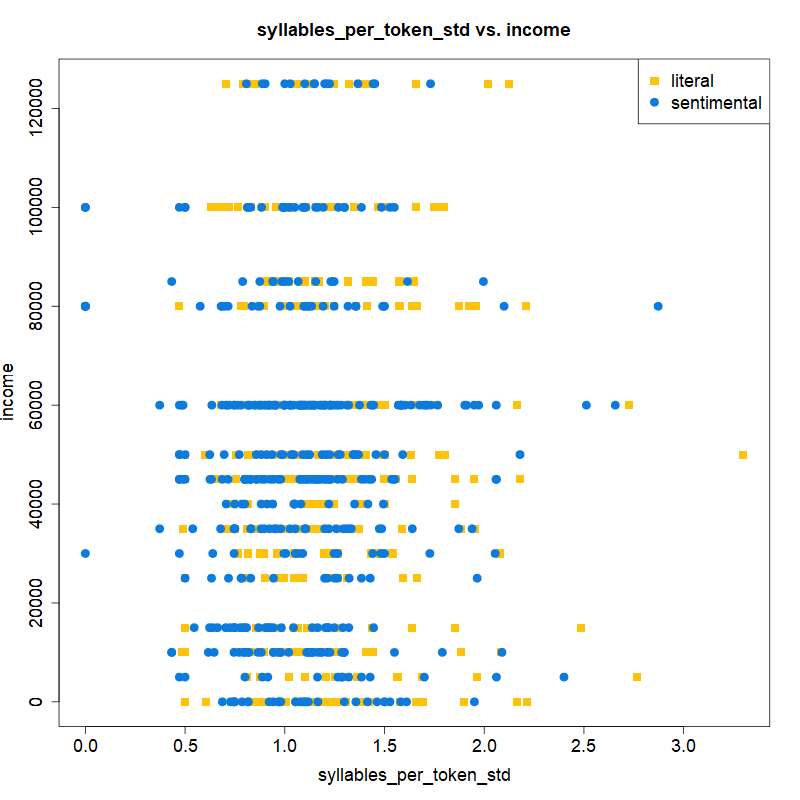 syllables_per_token_std vs. income
literal
sentimental
income
120000
100000
80000
60000
40000
20000
0
0.0 0.5 1.0 1.5 2.0 2.5 3.0
syllables_per_token_std